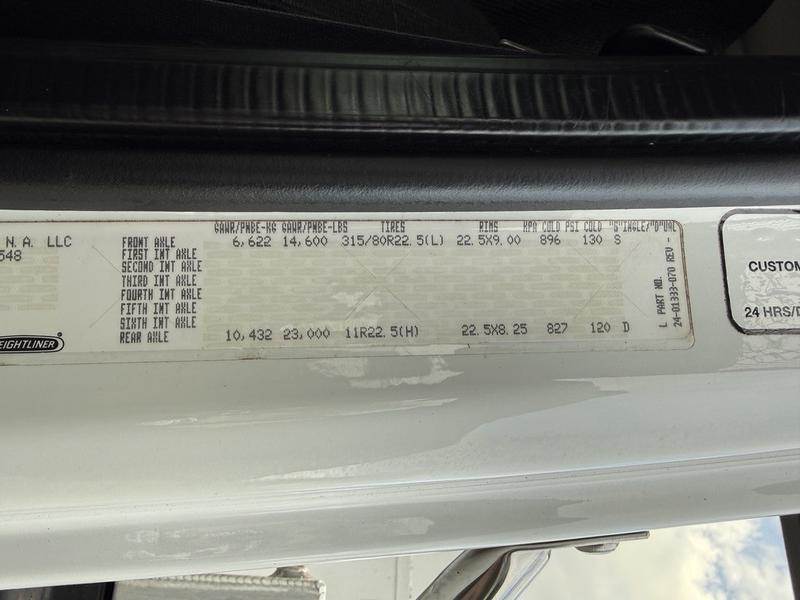 GAWR/PNBE-KG GAWR/PNBE-LBS TIRES RIMS KPA COLD PSI COLD "S"INGLE/"D"UAL
N.A. LLC
548
FRONT AXLE 6,622 14,600 315/80R22.5(L) 22.5X9.00 896 130 S
FIRST INT AXLE
SECOND INT AXLE
THIRD INT AXLE
FOURTH INT AXLE
FIFTH INT AXLE
SIXTH INT AXLE
REAR AXLE 10,432 23,000 11R22.5(H) 22.5X8.25 827 120 D
EIGHTLINER
L PART NO.
24-01333-070 REV -
CUSTOM
24 HRS/D